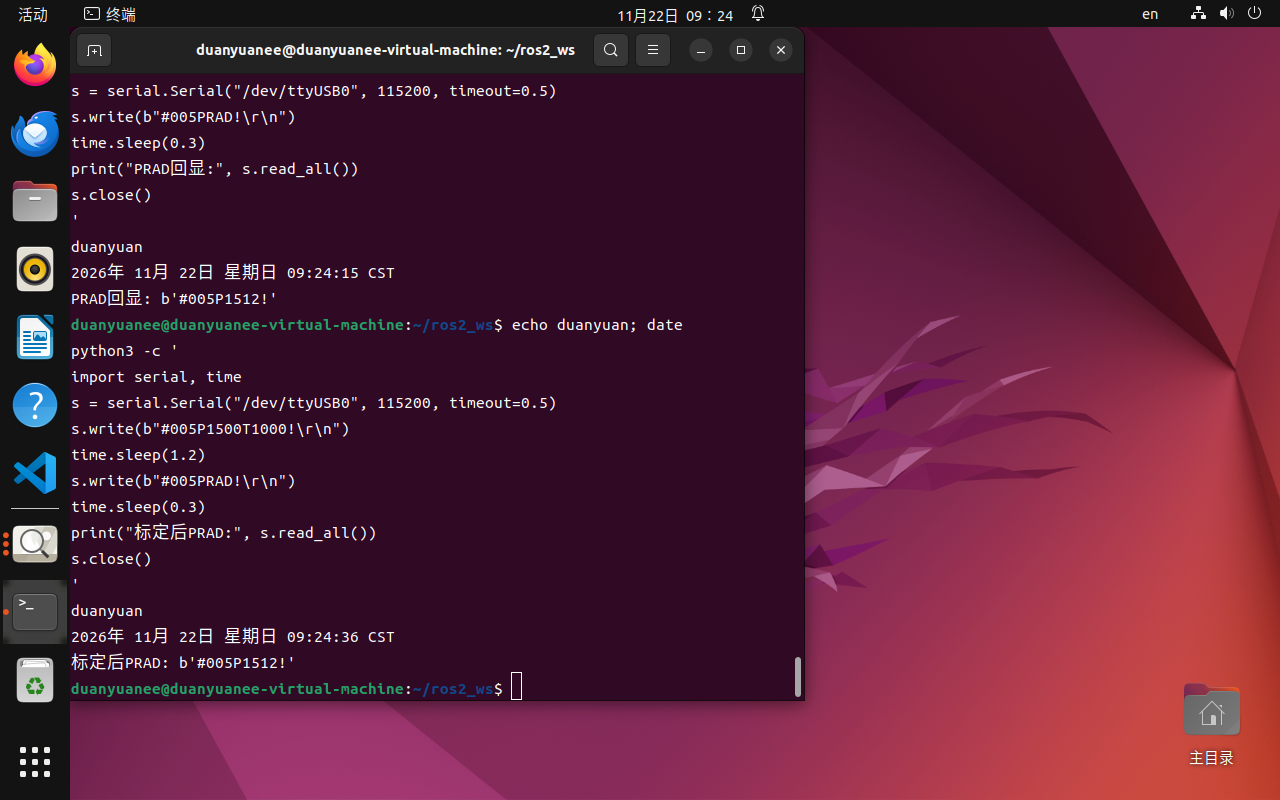 活动
终端
11月22日 09：24
en
duanyuanee@duanyuanee-virtual-machine: ~/ros2_ws
s = serial.Serial("/dev/ttyUSB0", 115200, timeout=0.5)
s.write(b"#005PRAD!\r\n")
time.sleep(0.3)
print("PRAD回显:", s.read_all())
s.close()
'
duanyuan
2026年 11月 22日 星期日 09:24:15 CST
PRAD回显: b'#005P1512!'
duanyuanee@duanyuanee-virtual-machine:~/ros2_ws$ echo duanyuan; date
python3 -c '
import serial, time
s = serial.Serial("/dev/ttyUSB0", 115200, timeout=0.5)
s.write(b"#005P1500T1000!\r\n")
time.sleep(1.2)
s.write(b"#005PRAD!\r\n")
time.sleep(0.3)
print("标定后PRAD:", s.read_all())
s.close()
'
duanyuan
2026年 11月 22日 星期日 09:24:36 CST
标定后PRAD: b'#005P1512!'
duanyuanee@duanyuanee-virtual-machine:~/ros2_ws$
主目录